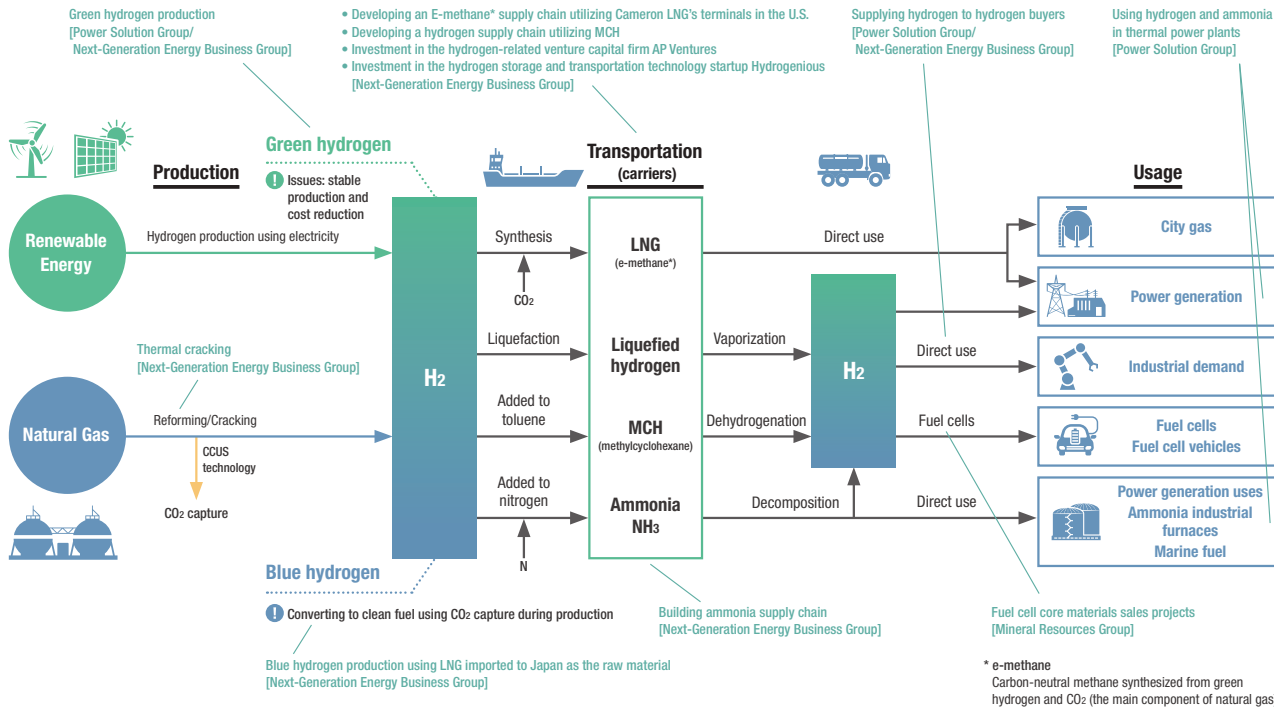 Green hydrogen production
[Power Solution Group/
Next-Generation Energy Business Group]
• Developing an E-methane* supply chain utilizing Cameron LNG's terminals in the U.S.
• Developing a hydrogen supply chain utilizing MCH
• Investment in the hydrogen-related venture capital firm AP Ventures
• Investment in the hydrogen storage and transportation technology startup Hydrogenious
[Next-Generation Energy Business Group]
Supplying hydrogen to hydrogen buyers
[Power Solution Group/
Next-Generation Energy Business Group]
Using hydrogen and ammonia
in thermal power plants
[Power Solution Group]
Production
Green hydrogen
! Issues: stable
production and
cost reduction
Transportation
(carriers)
Usage
Renewable
Energy
Hydrogen production using electricity
Synthesis
CO2
LNG
(e-methane*)
Direct use
City gas
Power generation
Thermal cracking
[Next-Generation Energy Business Group]
H2
Liquefaction
Liquefied
hydrogen
Vaporization
H2
Direct use
Industrial demand
Natural Gas
Reforming/Cracking
CCUS
technology
CO2 capture
Added to
toluene
MCH
(methylcyclohexane)
Dehydrogenation
Fuel cells
Fuel cells
Fuel cell vehicles
Added to
nitrogen
N
Ammonia
NH3
Decomposition
Direct use
Power generation uses
Ammonia industrial
furnaces
Marine fuel
Blue hydrogen
! Converting to clean fuel using CO2 capture during production
Blue hydrogen production using LNG imported to Japan as the raw material
[Next-Generation Energy Business Group]
Building ammonia supply chain
[Next-Generation Energy Business Group]
Fuel cell core materials sales projects
[Mineral Resources Group]
* e-methane
Carbon-neutral methane synthesized from green
hydrogen and CO2 (the main component of natural gas